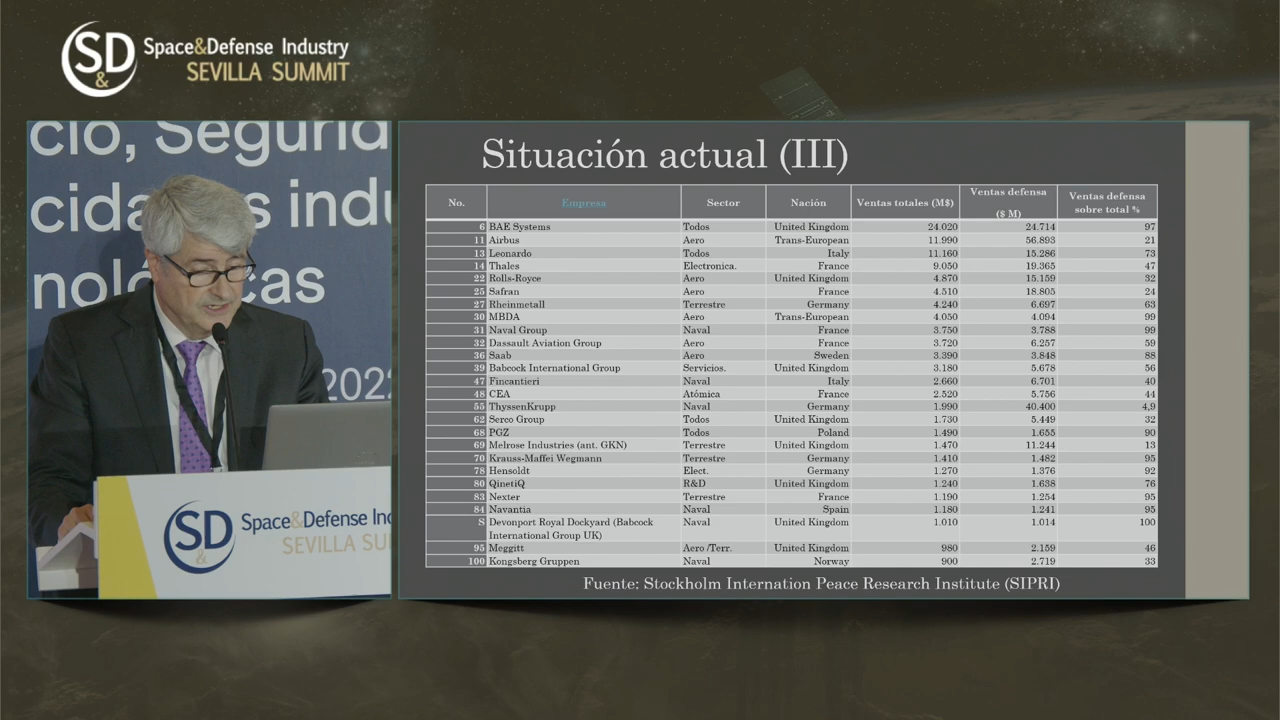 S&D Space&Defense Industry
SEVILLA SUMMIT
cio, Segurid
cida s indu
noló cas
2022
S&D Space&Defense Inc
SEVILLA SU
Situación actual (III)
No. Empresa Sector Nación Ventas totales (M$) Ventas defensa ($ M) Ventas defensa sobre total %
6 BAE Systems Todos United Kingdom 24.020 24.714 97
11 Airbus Aero Trans-European 11.990 56.893 21
13 Leonardo Todos Italy 11.160 15.286 73
14 Thales Electronica. France 9.050 19.365 47
22 Rolls-Royce Aero United Kingdom 4.870 15.159 32
25 Safran Aero France 4.510 18.805 24
27 Rheinmetall Terrestre Germany 4.240 6.697 63
30 MBDA Aero Trans-European 4.050 4.094 99
31 Naval Group Naval France 3.750 3.788 99
32 Dassault Aviation Group Aero France 3.720 6.257 59
36 Saab Aero Sweden 3.390 3.848 88
39 Babcock International Group Servicios. United Kingdom 3.180 5.678 56
47 Fincantieri Naval Italy 2.660 6.701 40
48 CEA Atómica France 2.520 5.756 44
55 ThyssenKrupp Naval Germany 1.990 40.400 4,9
62 Serco Group Todos United Kingdom 1.730 5.449 32
68 PGZ Todos Poland 1.490 1.655 90
69 Melrose Industries (ant. GKN) Terrestre United Kingdom 1.470 11.244 13
70 Krauss-Maffei Wegmann Terrestre Germany 1.410 1.482 95
78 Hensoldt Elect. Germany 1.270 1.376 92
80 QinetiQ R&D United Kingdom 1.240 1.638 76
83 Nexter Terrestre France 1.190 1.254 95
84 Navantia Naval Spain 1.180 1.241 95
S Devonport Royal Dockyard (Babcock International Group UK) Naval United Kingdom 1.010 1.014 100
95 Meggitt Aero /Terr. United Kingdom 980 2.159 46
100 Kongsberg Gruppen Naval Norway 900 2.719 33
Fuente: Stockholm Internation Peace Research Institute (SIPRI)